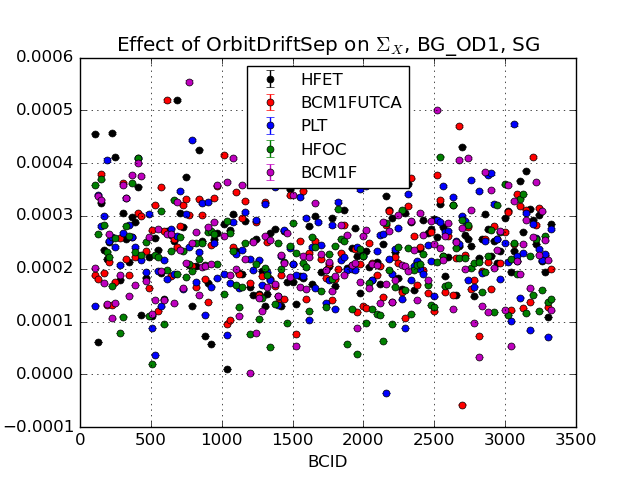 Effect of OrbitDriftSep on Σ_X, BG_OD1, SG
0.0006
0.0005
0.0004
0.0003
0.0002
0.0001
0.0000
−0.0001
HFET
BCM1FUTCA
PLT
HFOC
BCM1F
0 500 1000 1500 2000 2500 3000 3500
BCID